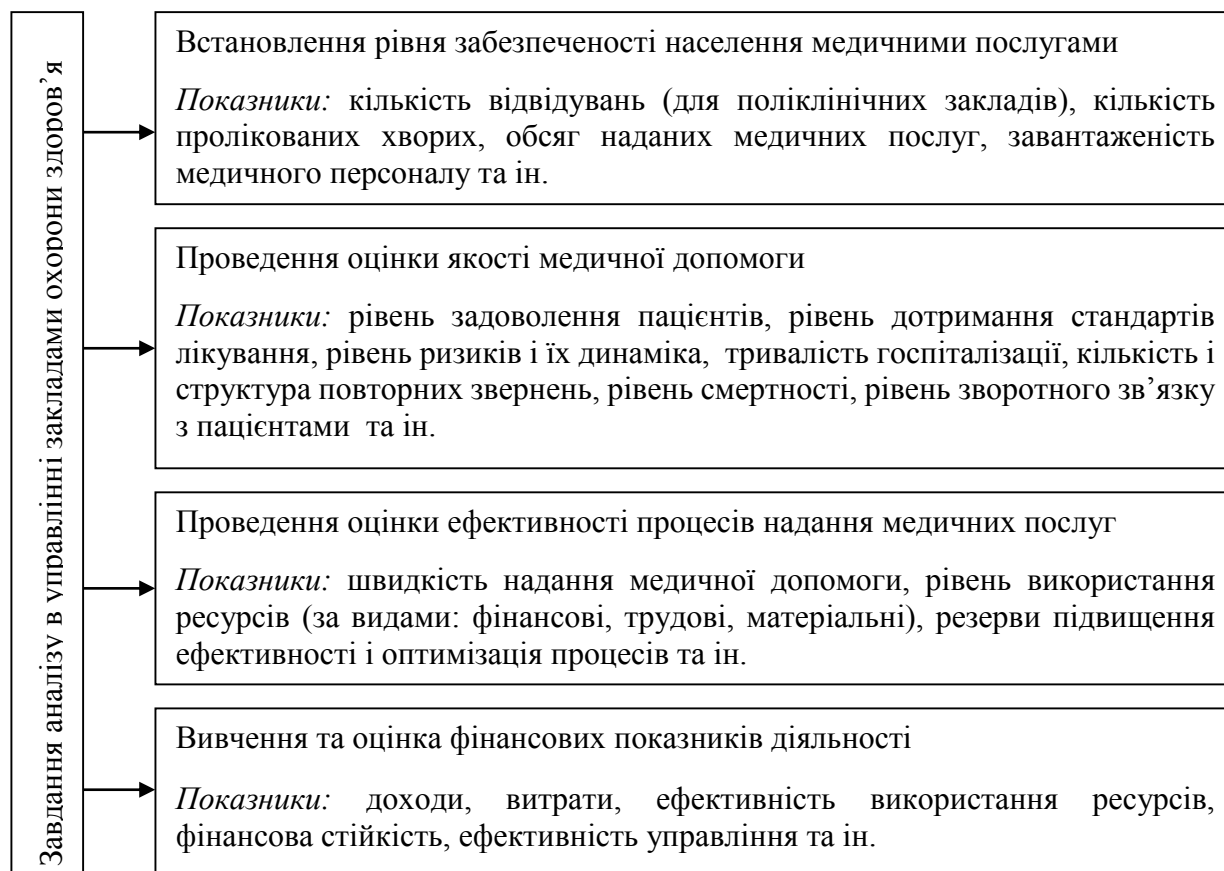 Завдання аналізу в управлінні закладами охорони здоров’я
Встановлення рівня забезпеченості населення медичними послугами
Показники: кількість відвідувань (для поліклінічних закладів), кількість
пролікованих хворих, обсяг наданих медичних послуг, завантаженість
медичного персоналу та ін.
Проведення оцінки якості медичної допомоги
Показники: рівень задоволення пацієнтів, рівень дотримання стандартів
лікування, рівень ризиків і їх динаміка, тривалість госпіталізації, кількість і
структура повторних звернень, рівень смертності, рівень зворотного зв’язку
з пацієнтами та ін.
Проведення оцінки ефективності процесів надання медичних послуг
Показники: швидкість надання медичної допомоги, рівень використання
ресурсів (за видами: фінансові, трудові, матеріальні), резерви підвищення
ефективності і оптимізація процесів та ін.
Вивчення та оцінка фінансових показників діяльності
Показники: доходи, витрати, ефективність використання ресурсів,
фінансова стійкість, ефективність управління та ін.